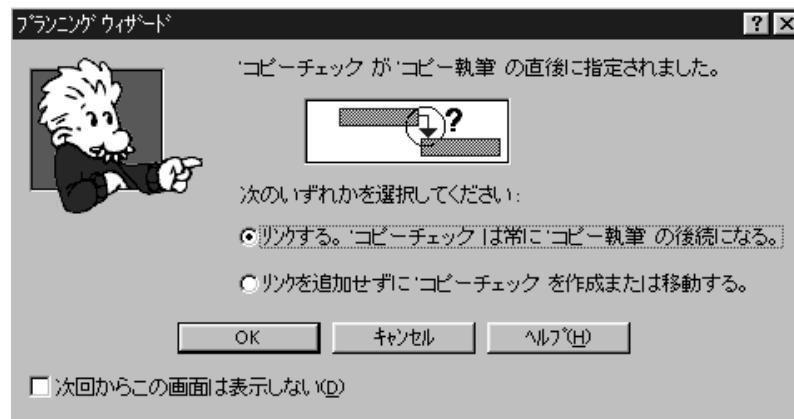 プランニング ウィザード
'コピーチェック' が 'コピー執筆' の直後に指定されました。
?
次のいずれかを選択してください:
リンクする。'コピーチェック' は常に 'コピー執筆' の後続になる。
リンクを追加せずに 'コピーチェック' を作成または移動する。
OK キャンセル ヘルプ(H)
次回からこの画面は表示しない(D)